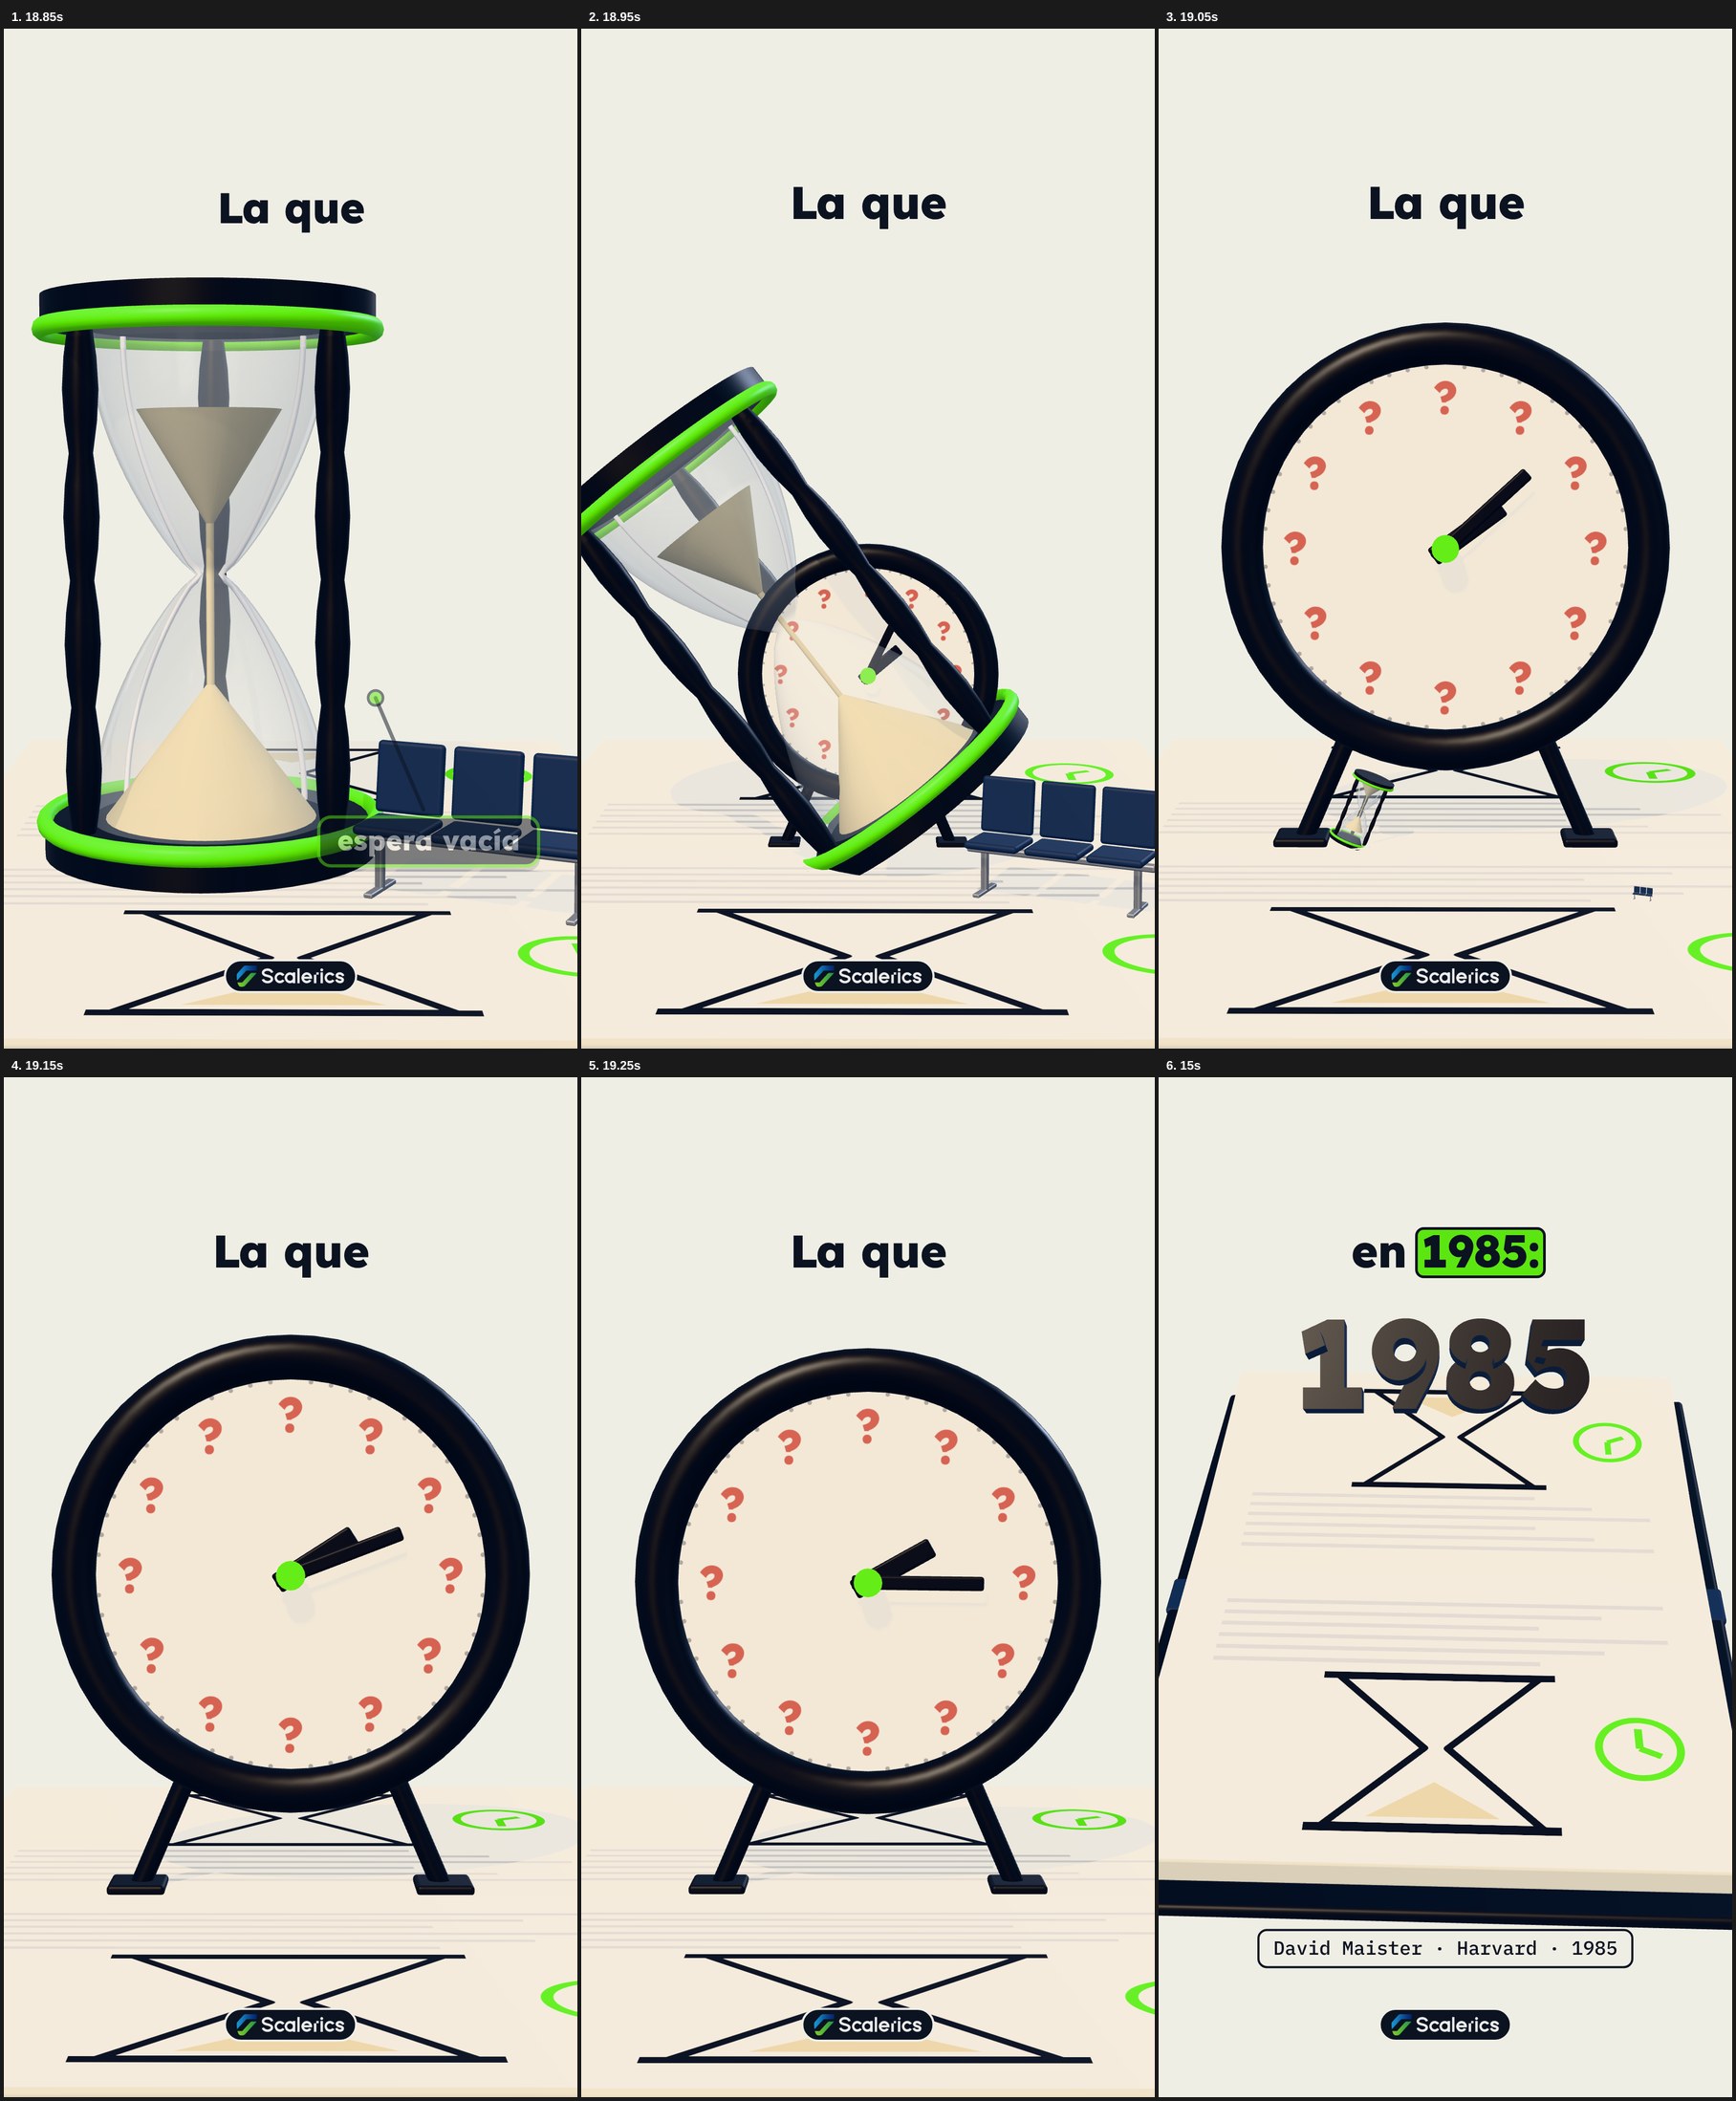 1. 18.85s
La que
espera vacía
Scalerics
2. 18.95s
La que
? ? ? ? ? ? ? ?
Scalerics
3. 19.05s
La que
? ? ? ? ? ? ? ? ? ? ? ?
Scalerics
4. 19.15s
La que
? ? ? ? ? ? ? ? ? ? ? ?
Scalerics
5. 19.25s
La que
? ? ? ? ? ? ? ? ? ? ? ?
Scalerics
6. 15s
en 1985:
1985
David Maister · Harvard · 1985
Scalerics